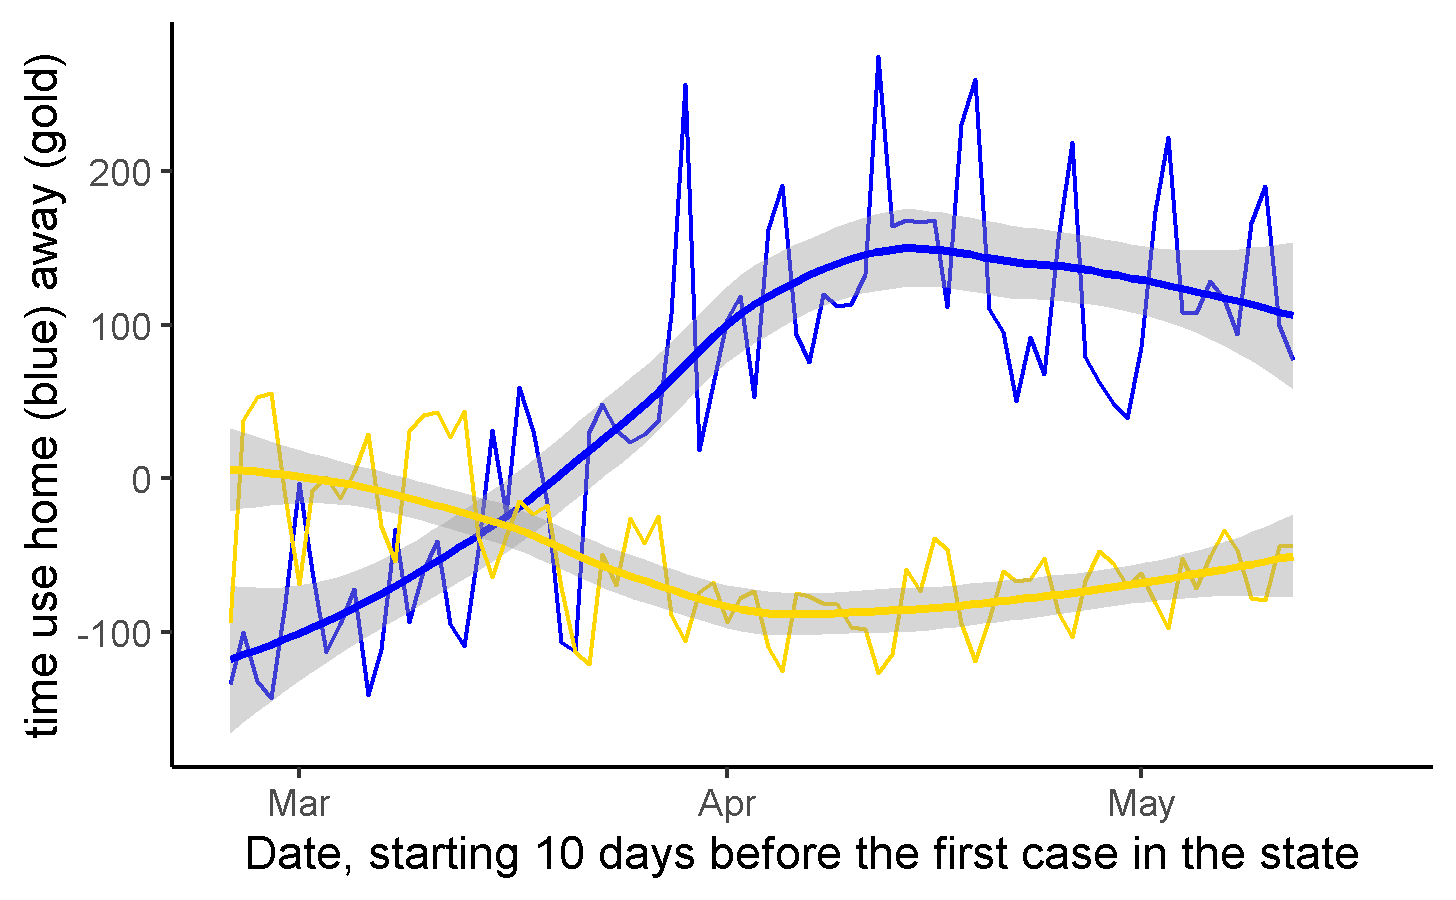 time use home (blue) away (gold)
200
100
0
-100
Mar
Apr
May
Date, starting 10 days before the first case in the state